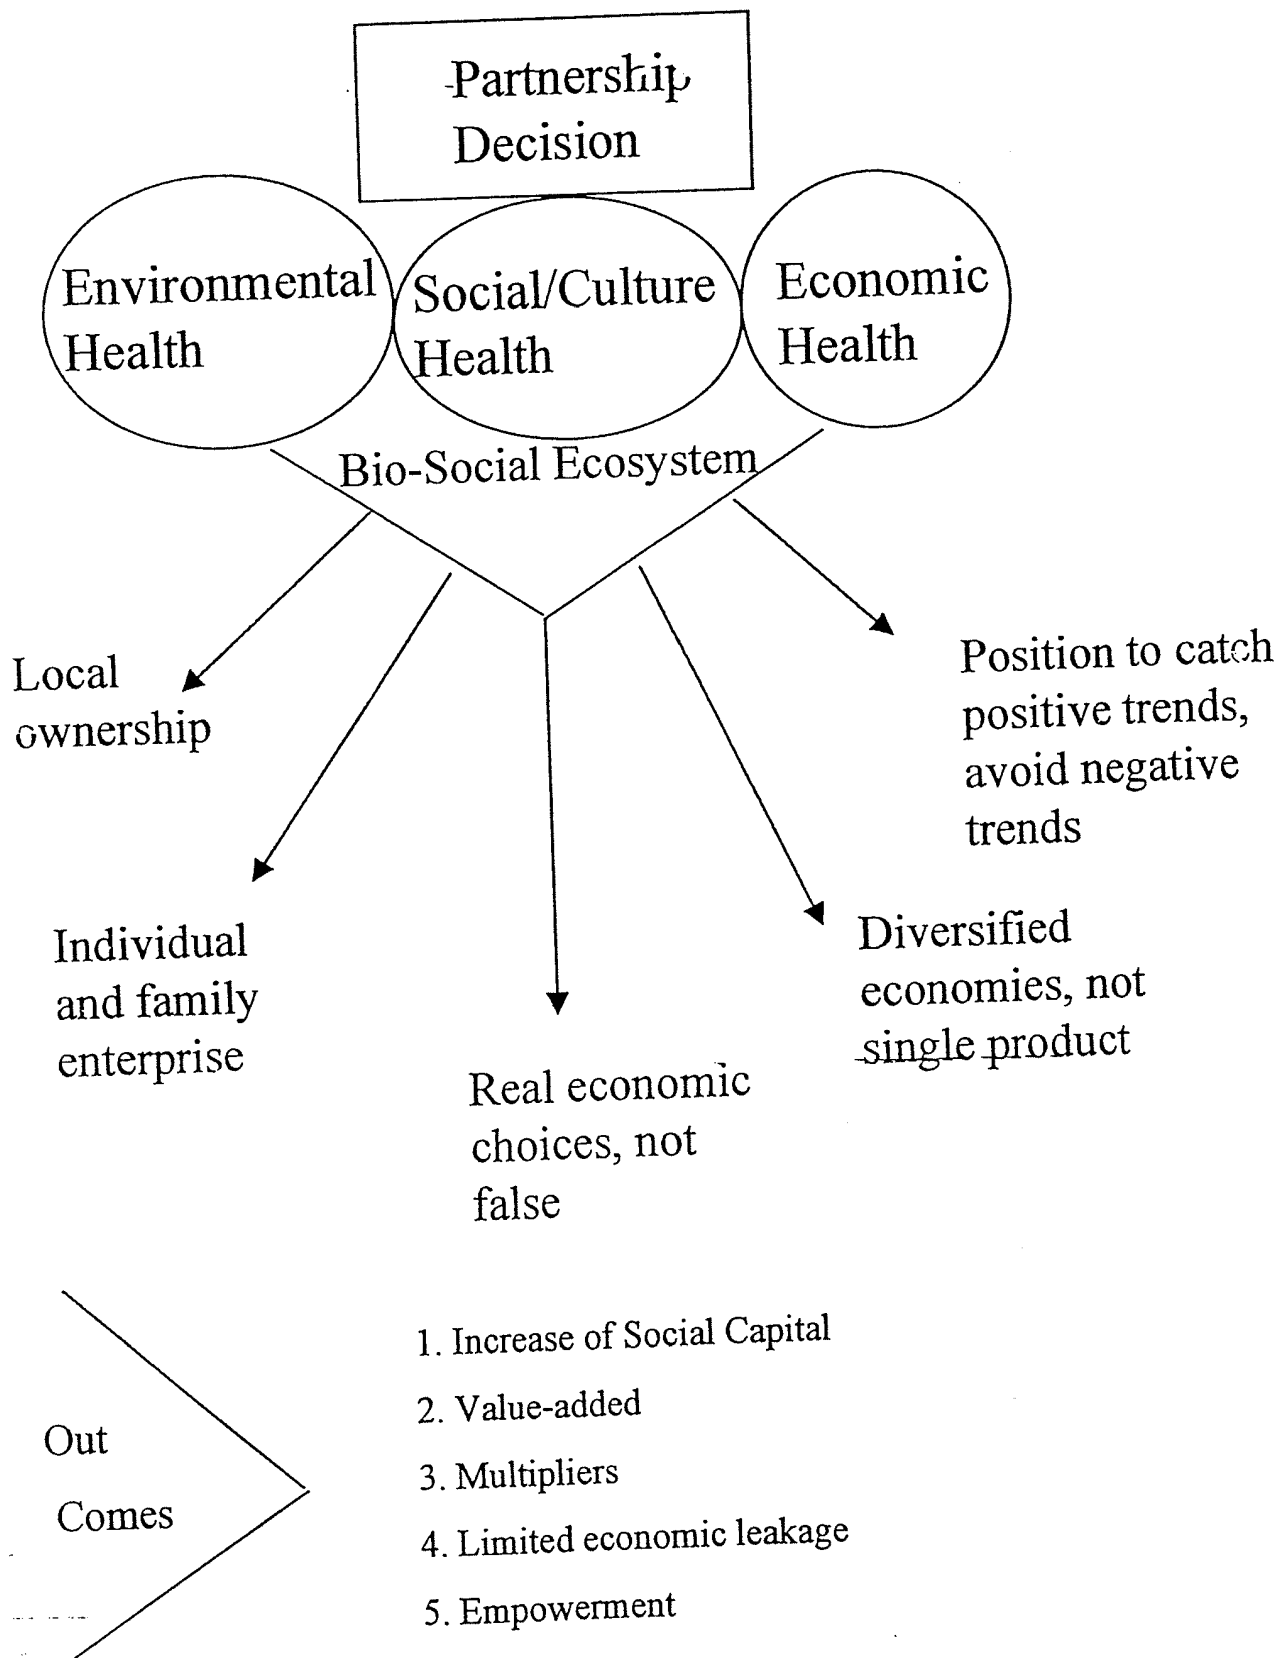 Partnership
Decision
Environmental
Health
Social/Culture
Health
Economic
Health
Bio-Social Ecosystem
Local
ownership
Position to catch
positive trends,
avoid negative
trends
Individual
and family
enterprise
Diversified
economies, not
single product
Real economic
choices, not
false
Out
Comes
1. Increase of Social Capital
2. Value-added
3. Multipliers
4. Limited economic leakage
5. Empowerment